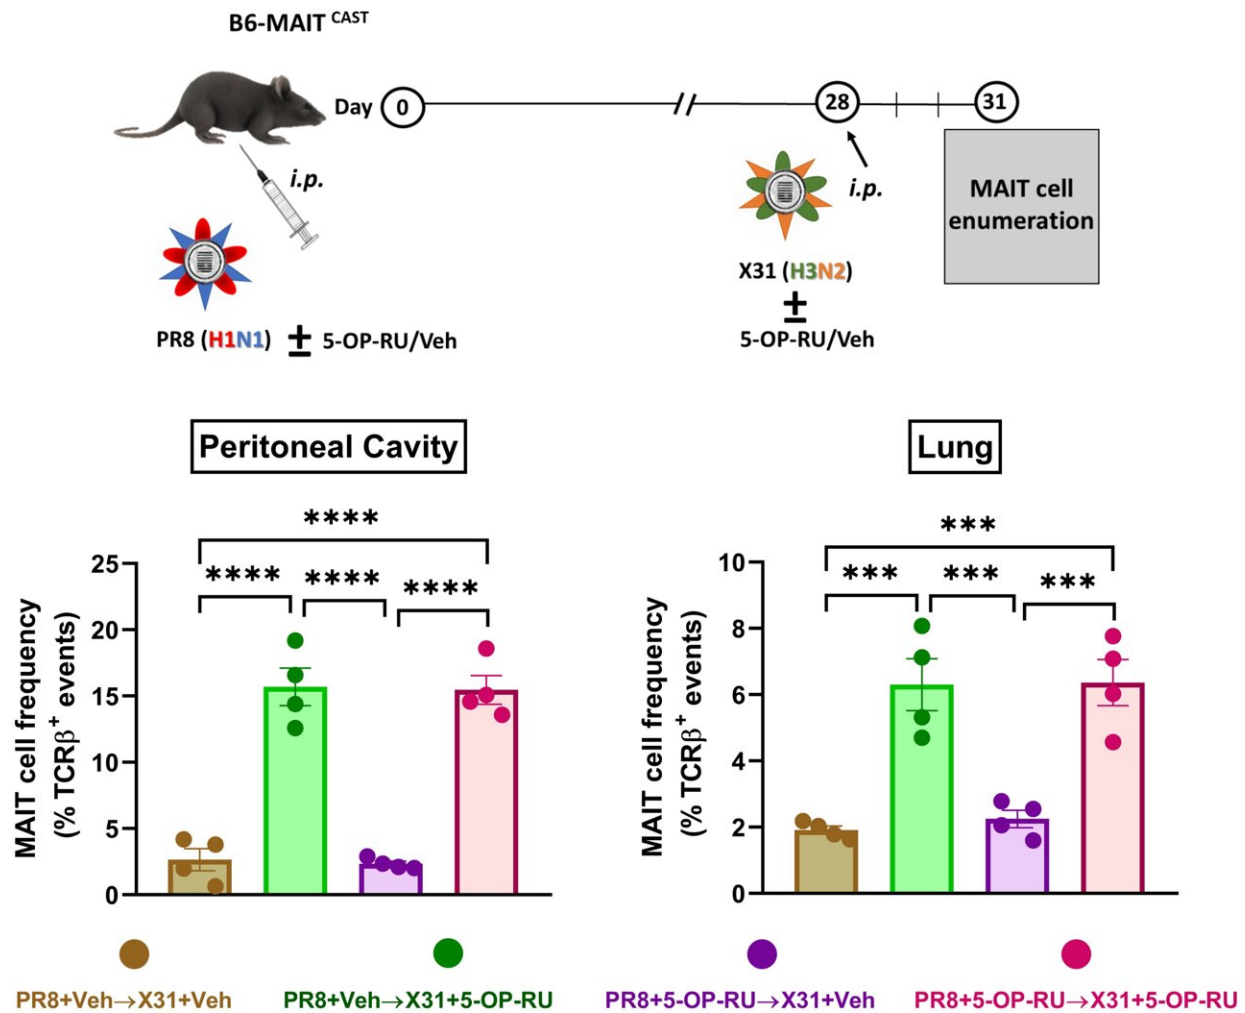 B6-MAIT CAST
Day 0 28 31
i.p.
i.p.
MAIT cell
enumeration
X31 (H3N2)
±
5-OP-RU/Veh
PR8 (H1N1) ± 5-OP-RU/Veh
Peritoneal Cavity
MAIT cell frequency
(% TCRβ+ events)
25
20
15
10
5
0
****
****
****
****
Lung
MAIT cell frequency
(% TCRβ+ events)
10
8
6
4
2
0
***
***
***
***
PR8+Veh→X31+Veh
PR8+Veh→X31+5-OP-RU
PR8+5-OP-RU→X31+Veh
PR8+5-OP-RU→X31+5-OP-RU